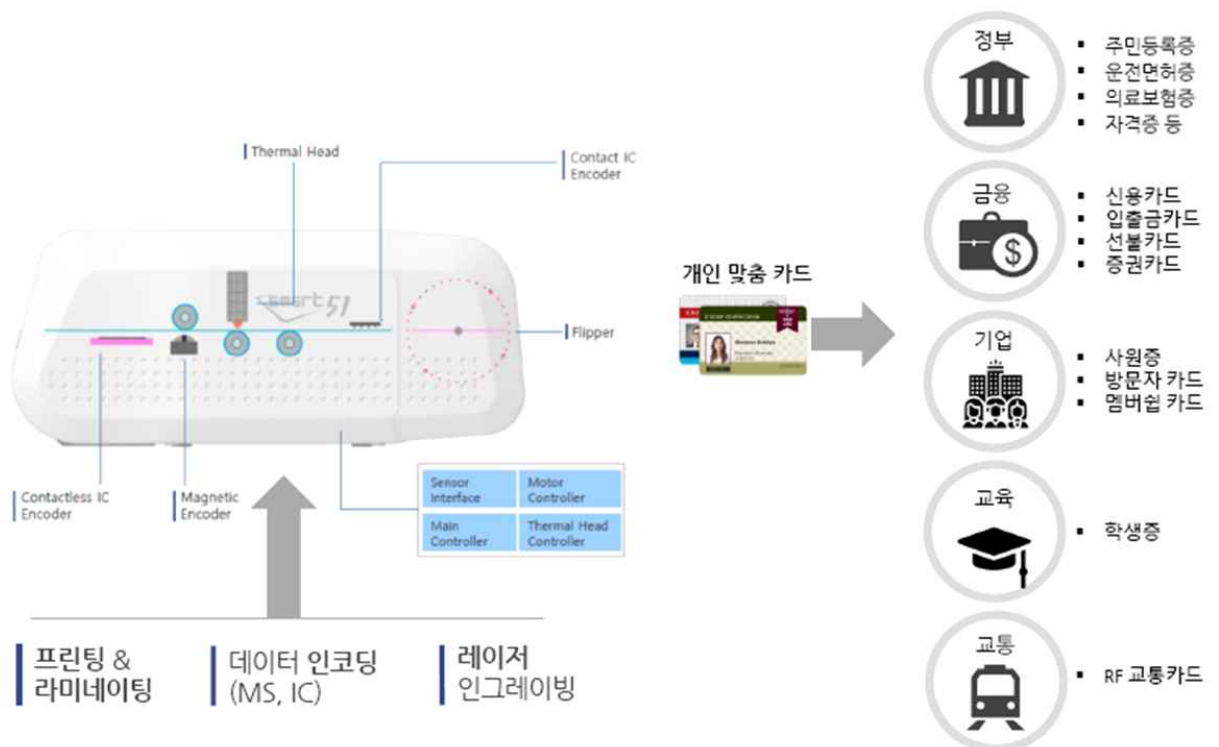 Thermal Head
Contact IC
Encoder
smart 51
Flipper
Contactless IC
Encoder
Magnetic
Encoder
Sensor
Interface
Motor
Controller
Main
Controller
Thermal Head
Controller
프린팅 &
라미네이팅
데이터 인코딩
(MS, IC)
레이저
인그레이빙
개인 맞춤 카드
정부
▪ 주민등록증
▪ 운전면허증
▪ 의료보험증
▪ 자격증 등
금융
▪ 신용카드
▪ 입출금카드
▪ 선불카드
▪ 증권카드
기업
▪ 사원증
▪ 방문자 카드
▪ 멤버쉽 카드
교육
▪ 학생증
교통
▪ RF 교통카드